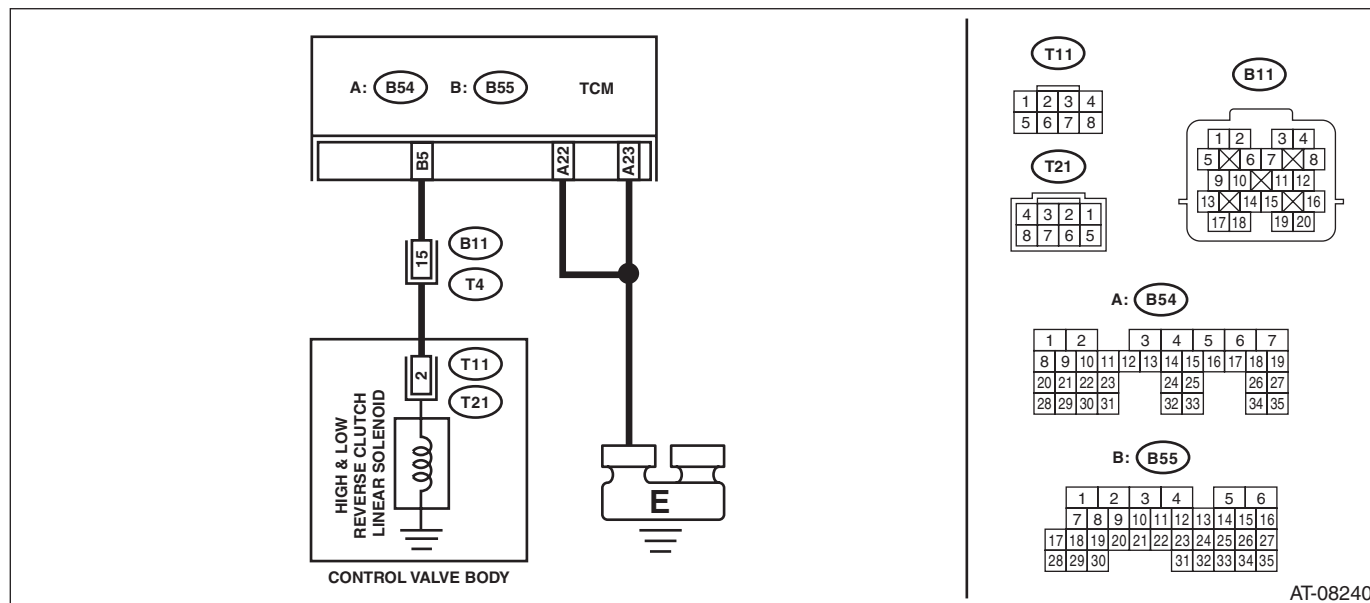 A: B54 B: B55 TCM
B5 A22 A23
15
B11
T4
2
T11
T21
HIGH & LOW
REVERSE CLUTCH
LINEAR SOLENOID
E
CONTROL VALVE BODY
T11
1 2 3 4
5 6 7 8
T21
4 3 2 1
8 7 6 5
B11
1 2 3 4
5 6 7 8
9 10 11 12
13 14 15 16
17 18 19 20
A: B54
1 2 3 4 5 6 7
8 9 10 11 12 13 14 15 16 17 18 19
20 21 22 23 24 25 26 27
28 29 30 31 32 33 34 35
B: B55
1 2 3 4 5 6
7 8 9 10 11 12 13 14 15 16
17 18 19 20 21 22 23 24 25 26 27
28 29 30 31 32 33 34 35
AT-08240